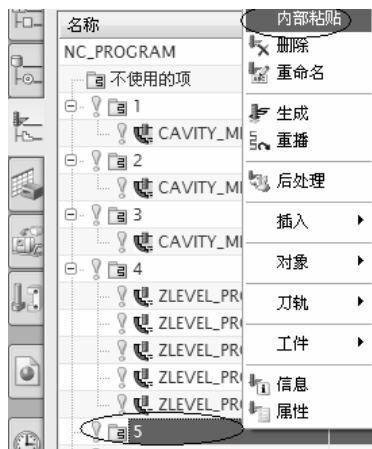 名称
NC_PROGRAM
不使用的项
1
CAVITY_MI
2
CAVITY_MI
3
CAVITY_MI
4
ZLEVEL_PR
ZLEVEL_PR
ZLEVEL_PR
ZLEVEL_PR
5
内部粘贴
删除
重命名
生成
重播
后处理
插入
对象
刀轨
工件
信息
属性